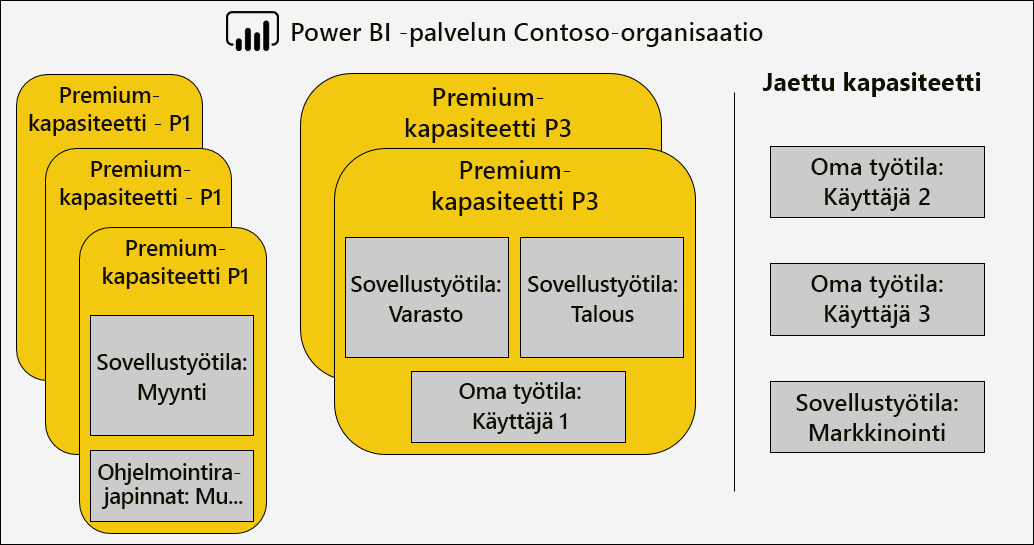 Power BI -palvelun Contoso-organisaatio
Premium-
kapasiteetti - P1
Premium-
kapasiteetti - P1
Premium-
kapasiteetti P1
Sovellustyötila:
Myynti
Ohjelmointira-
japinnat: Mu...
Premium-
kapasiteetti P3
Premium-
kapasiteetti P3
Sovellustyötila:
Varasto
Sovellustyötila:
Talous
Oma työtila:
Käyttäjä 1
Jaettu kapasiteetti
Oma työtila:
Käyttäjä 2
Oma työtila:
Käyttäjä 3
Sovellustyötila:
Markkinointi